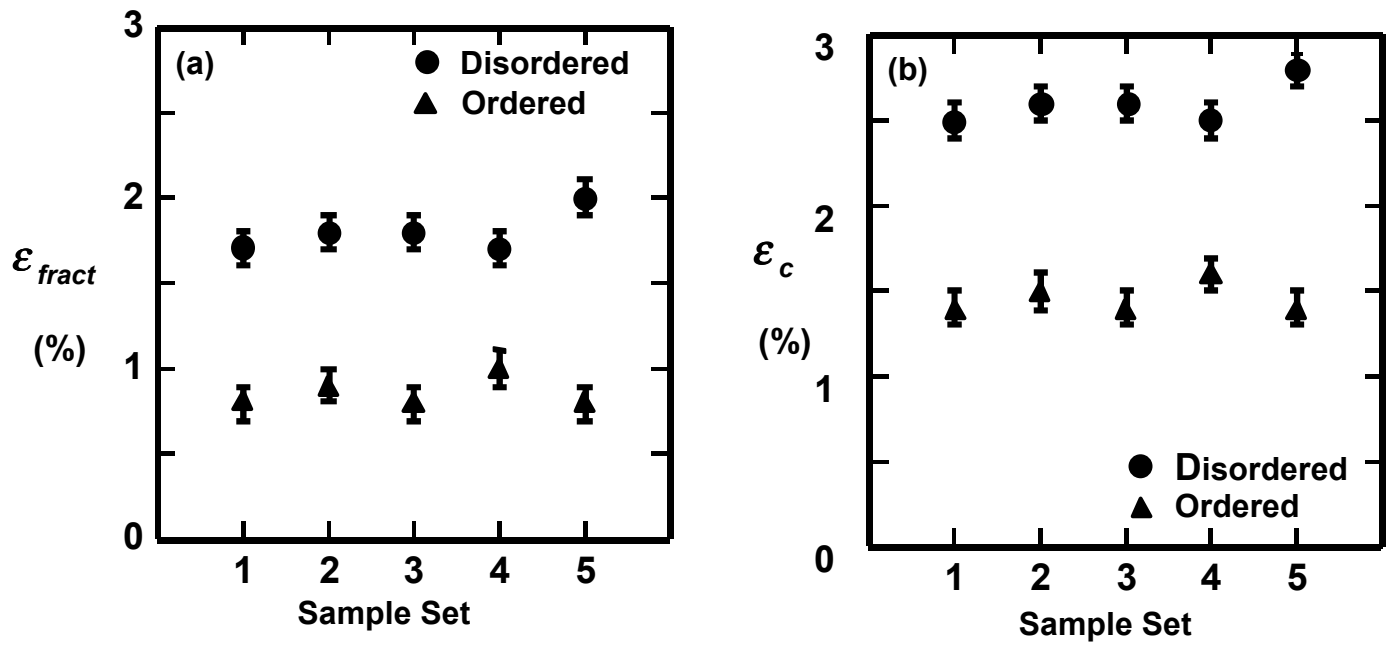 (a)
Disordered
Ordered
3
2
1
0
ε fract
(%)
1 2 3 4 5
Sample Set
(b)
3
2
1
0
ε c
(%)
Disordered
Ordered
1 2 3 4 5
Sample Set